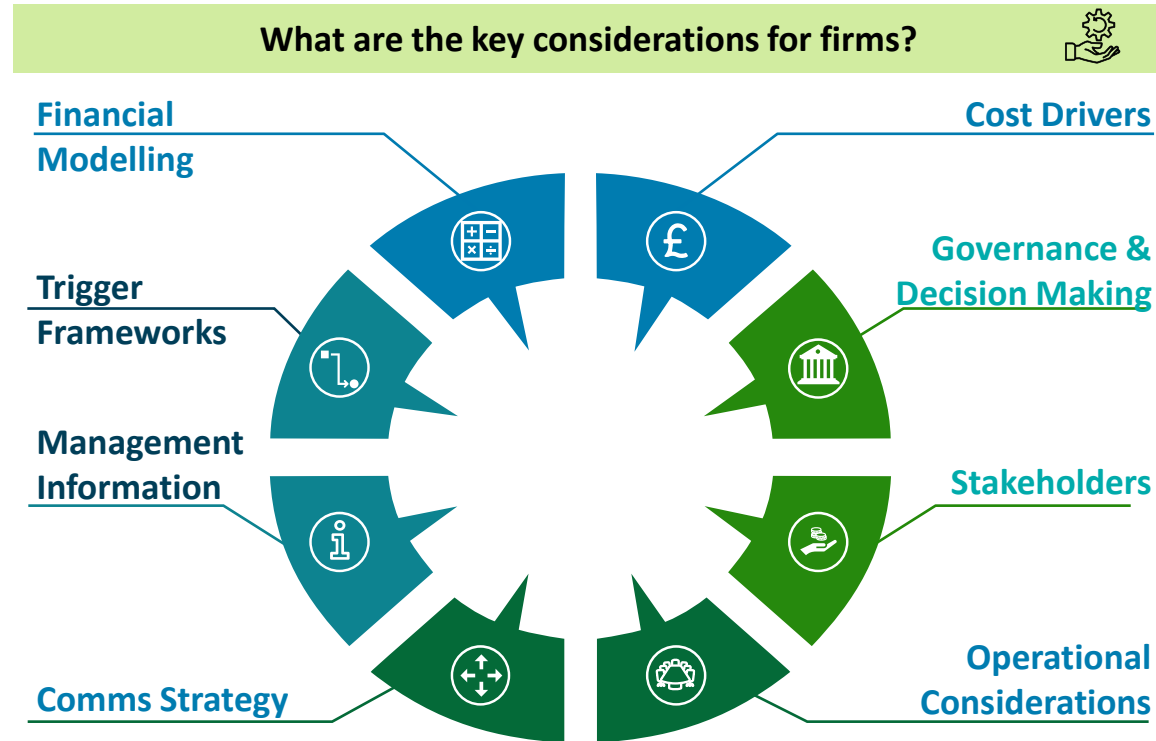 What are the key considerations for firms?
Financial
Modelling
Cost Drivers
Trigger
Frameworks
Governance &
Decision Making
Management
Information
Stakeholders
Comms Strategy
Operational
Considerations